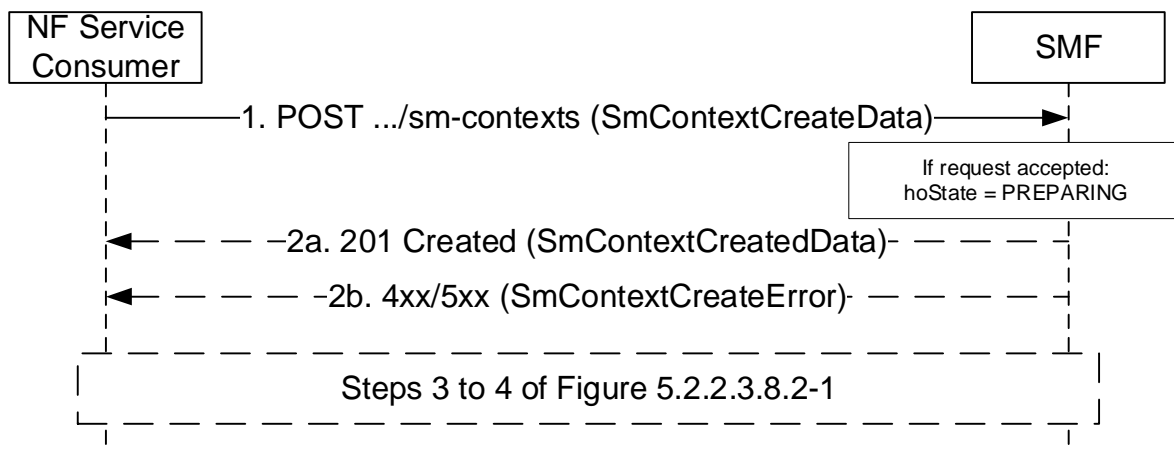 NF Service
Consumer
SMF
1. POST .../sm-contexts (SmContextCreateData)
If request accepted:
hoState = PREPARING
2a. 201 Created (SmContextCreatedData)
2b. 4xx/5xx (SmContextCreateError)
Steps 3 to 4 of Figure 5.2.2.3.8.2-1